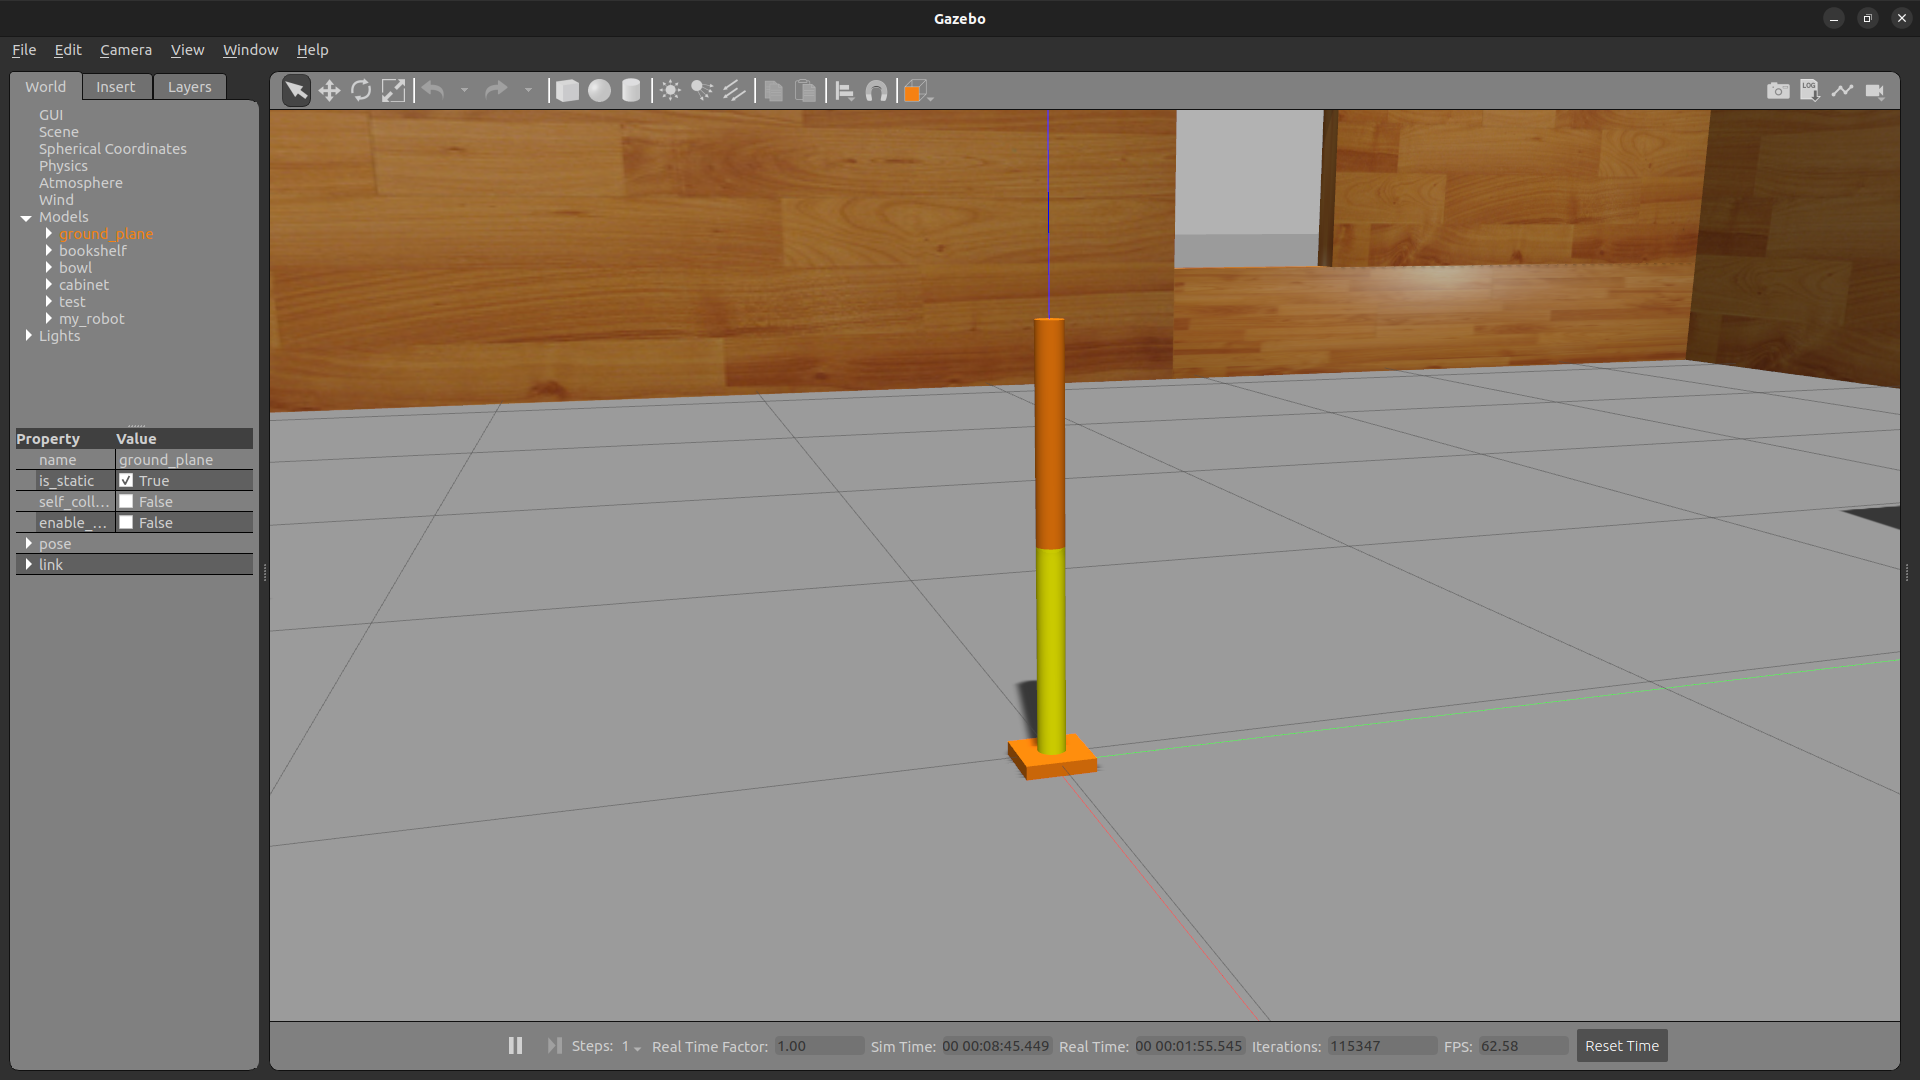 Gazebo
File Edit Camera View Window Help
World Insert Layers
LOG
GUI
Scene
Spherical Coordinates
Physics
Atmosphere
Wind
Models
ground_plane
bookshelf
bowl
cabinet
test
my_robot
Lights
Property Value
name ground_plane
is_static True
self_coll... False
enable_... False
pose
link
Steps: 1 Real Time Factor: 1.00 Sim Time: 00 00:08:45.449 Real Time: 00 00:01:55.545 Iterations: 115347 FPS: 62.58 Reset Time